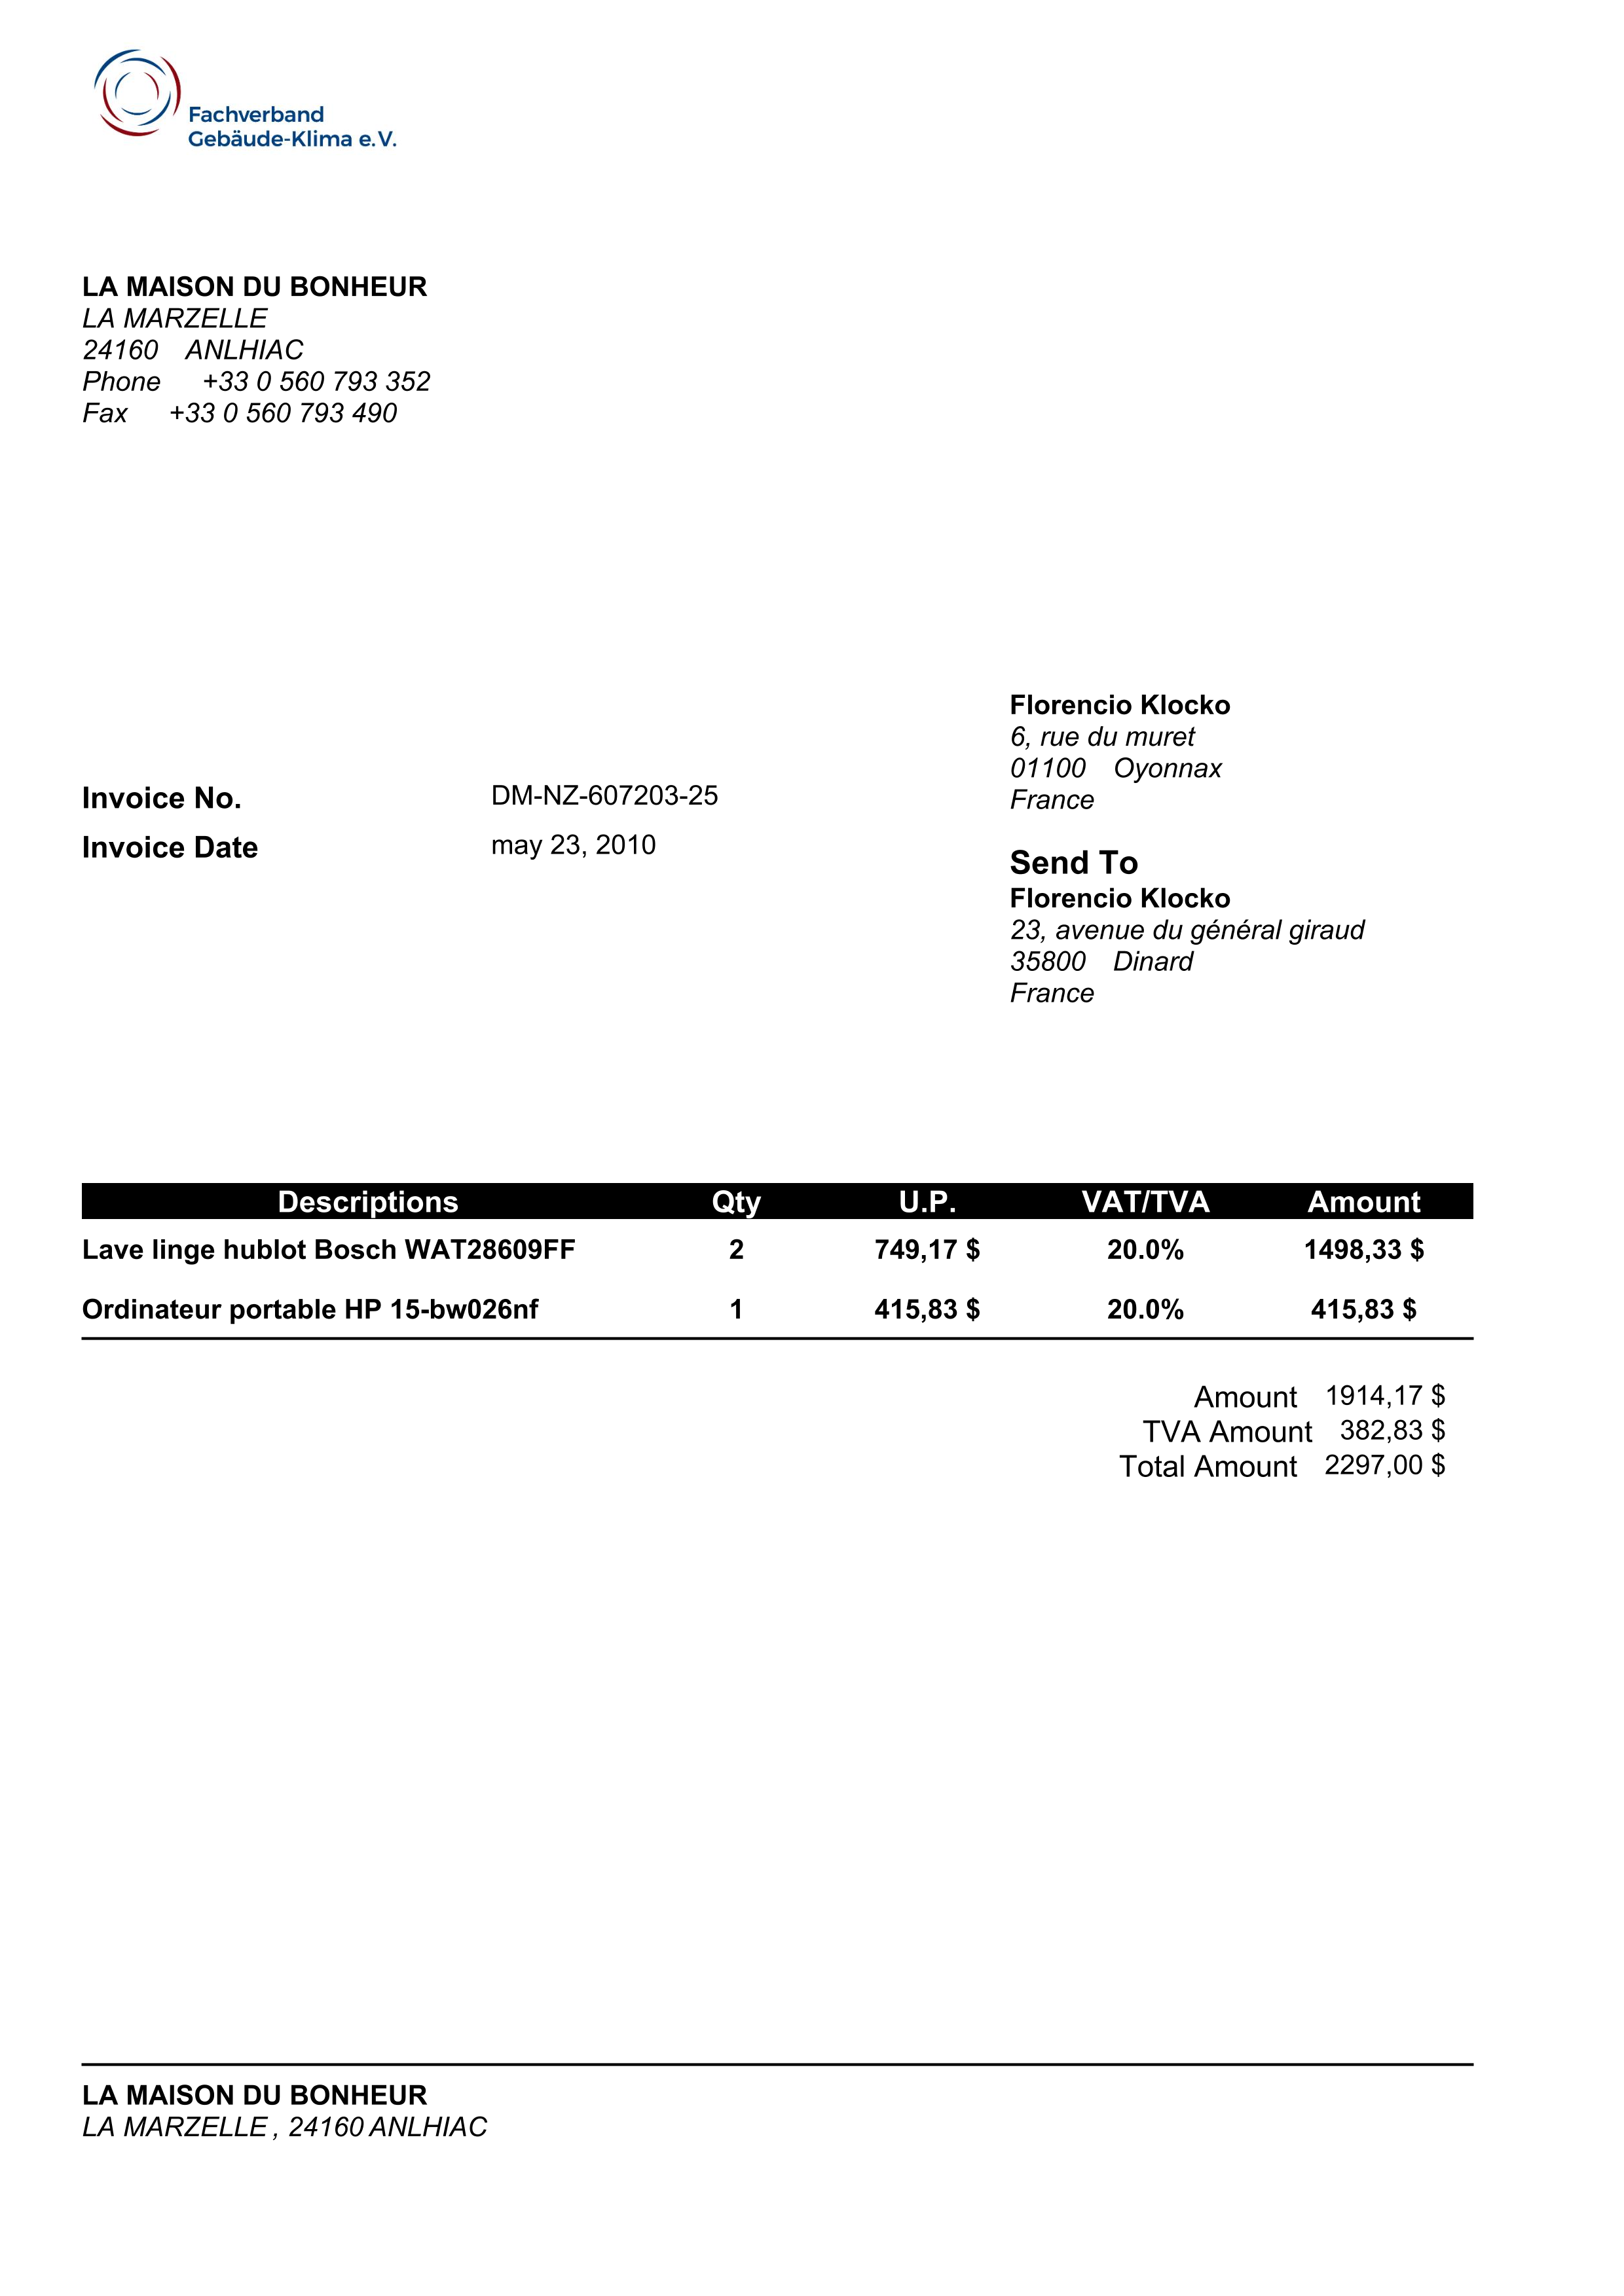 Fachverband
Gebäude-Klima e.V.
LA MAISON DU BONHEUR
LA MARZELLE
24160 ANLHIAC
Phone +33 0 560 793 352
Fax +33 0 560 793 490
Florencio Klocko
6, rue du muret
01100 Oyonnax
France
Invoice No. DM-NZ-607203-25
Invoice Date may 23, 2010
Send To
Florencio Klocko
23, avenue du général giraud
35800 Dinard
France
Descriptions Qty U.P. VAT/TVA Amount
Lave linge hublot Bosch WAT28609FF 2 749,17 $ 20.0% 1498,33 $
Ordinateur portable HP 15-bw026nf 1 415,83 $ 20.0% 415,83 $
Amount 1914,17 $
TVA Amount 382,83 $
Total Amount 2297,00 $
LA MAISON DU BONHEUR
LA MARZELLE , 24160 ANLHIAC